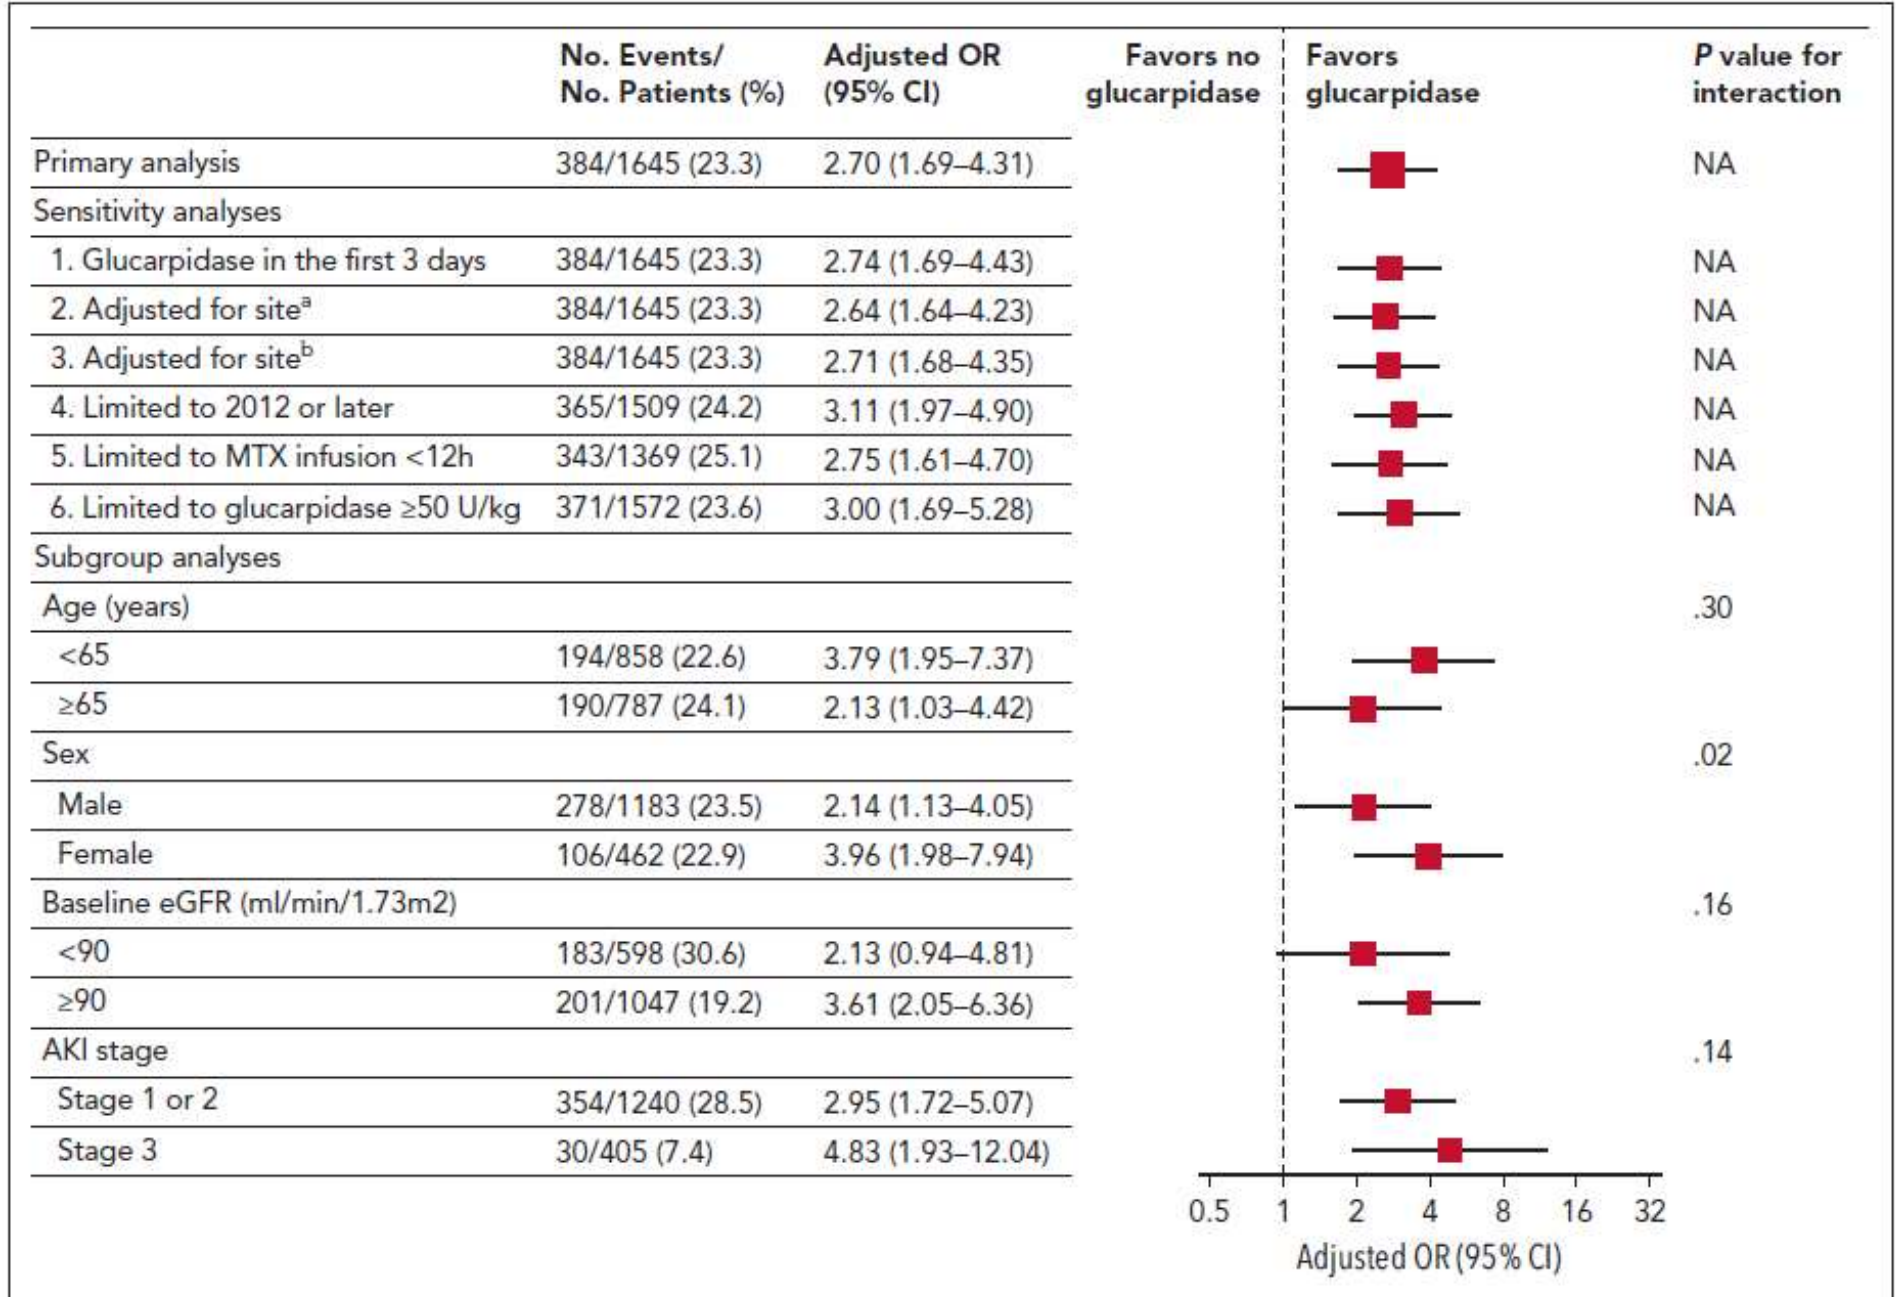 No. Events/ Adjusted OR Favors no Favors P value for
No. Patients (%) (95% CI) glucarpidase glucarpidase interaction
Primary analysis 384/1645 (23.3) 2.70 (1.69–4.31) NA
Sensitivity analyses
1. Glucarpidase in the first 3 days 384/1645 (23.3) 2.74 (1.69–4.43) NA
2. Adjusted for siteᵃ 384/1645 (23.3) 2.64 (1.64–4.23) NA
3. Adjusted for siteᵇ 384/1645 (23.3) 2.71 (1.68–4.35) NA
4. Limited to 2012 or later 365/1509 (24.2) 3.11 (1.97–4.90) NA
5. Limited to MTX infusion <12h 343/1369 (25.1) 2.75 (1.61–4.70) NA
6. Limited to glucarpidase ≥50 U/kg 371/1572 (23.6) 3.00 (1.69–5.28) NA
Subgroup analyses
Age (years) .30
<65 194/858 (22.6) 3.79 (1.95–7.37)
≥65 190/787 (24.1) 2.13 (1.03–4.42)
Sex .02
Male 278/1183 (23.5) 2.14 (1.13–4.05)
Female 106/462 (22.9) 3.96 (1.98–7.94)
Baseline eGFR (ml/min/1.73m2) .16
<90 183/598 (30.6) 2.13 (0.94–4.81)
≥90 201/1047 (19.2) 3.61 (2.05–6.36)
AKI stage .14
Stage 1 or 2 354/1240 (28.5) 2.95 (1.72–5.07)
Stage 3 30/405 (7.4) 4.83 (1.93–12.04)
0.5 1 2 4 8 16 32
Adjusted OR (95% CI)